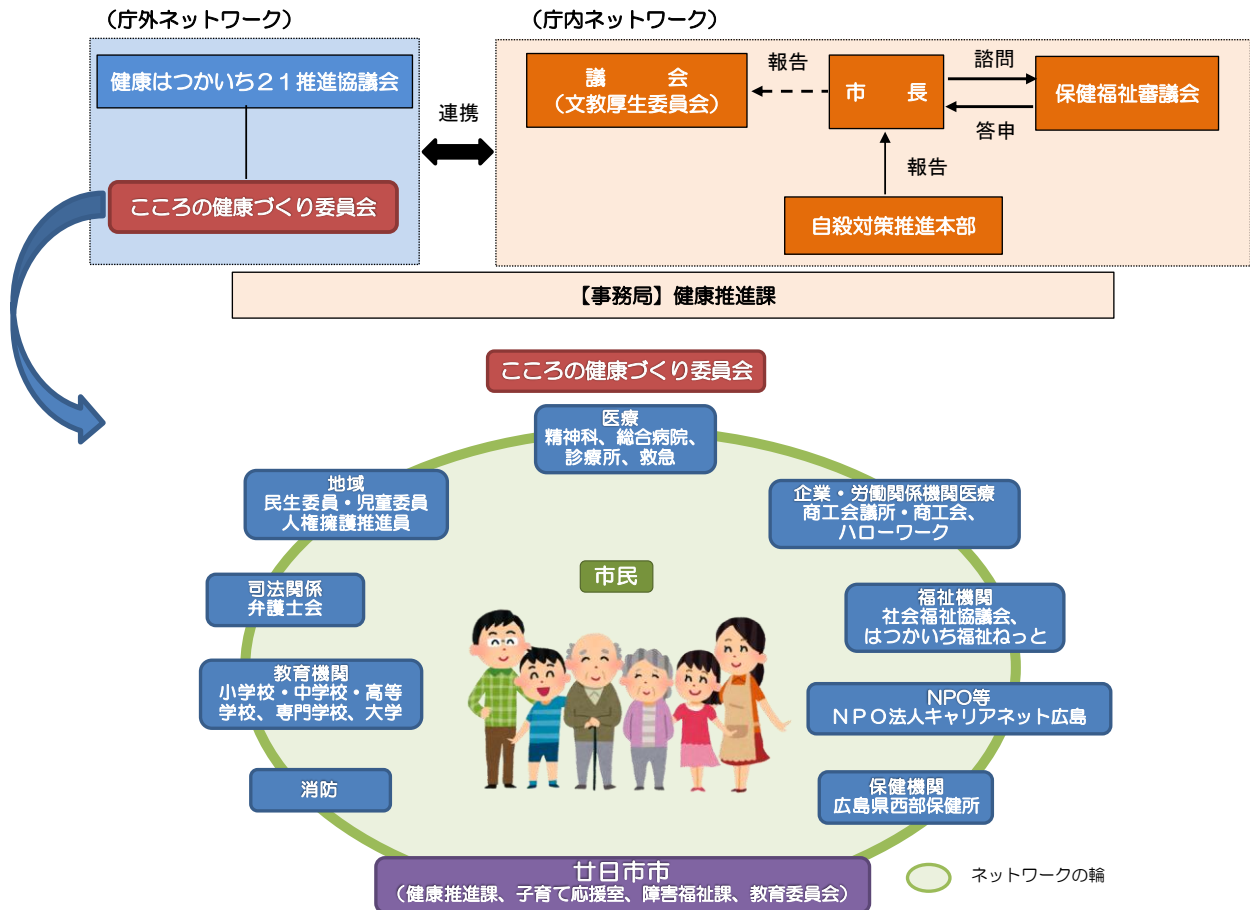 （庁外ネットワーク）
健康はつかいち２１推進協議会
こころの健康づくり委員会
連携
（庁内ネットワーク）
議　　会
（文教厚生委員会）
報告
市　長
諮問
答申
保健福祉審議会
報告
自殺対策推進本部
【事務局】健康推進課
こころの健康づくり委員会
医療
精神科、総合病院、
診療所、救急
地域
民生委員・児童委員
人権擁護推進員
企業・労働関係機関医療
商工会議所・商工会、
ハローワーク
市民
司法関係
弁護士会
福祉機関
社会福祉協議会、
はつかいち福祉ねっと
教育機関
小学校・中学校・高等
学校、専門学校、大学
NPO等
ＮＰＯ法人キャリアネット広島
消防
保健機関
広島県西部保健所
廿日市市
（健康推進課、子育て応援室、障害福祉課、教育委員会）
ネットワークの輪